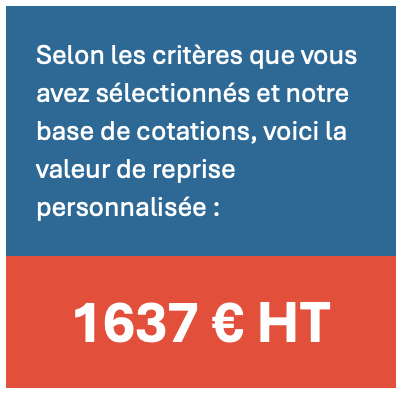 Selon les critères que vous
avez sélectionnés et notre
base de cotations, voici la
valeur de reprise
personnalisée :
1637 € HT